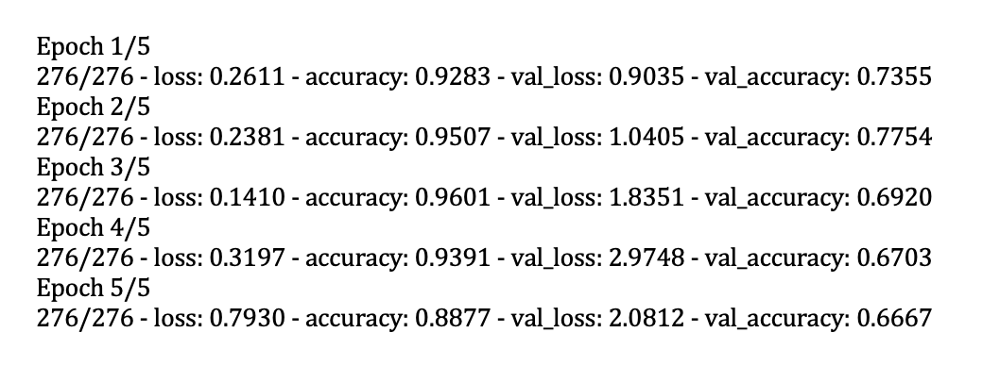 Epoch 1/5
276/276 - loss: 0.2611 - accuracy: 0.9283 - val_loss: 0.9035 - val_accuracy: 0.7355
Epoch 2/5
276/276 - loss: 0.2381 - accuracy: 0.9507 - val_loss: 1.0405 - val_accuracy: 0.7754
Epoch 3/5
276/276 - loss: 0.1410 - accuracy: 0.9601 - val_loss: 1.8351 - val_accuracy: 0.6920
Epoch 4/5
276/276 - loss: 0.3197 - accuracy: 0.9391 - val_loss: 2.9748 - val_accuracy: 0.6703
Epoch 5/5
276/276 - loss: 0.7930 - accuracy: 0.8877 - val_loss: 2.0812 - val_accuracy: 0.6667